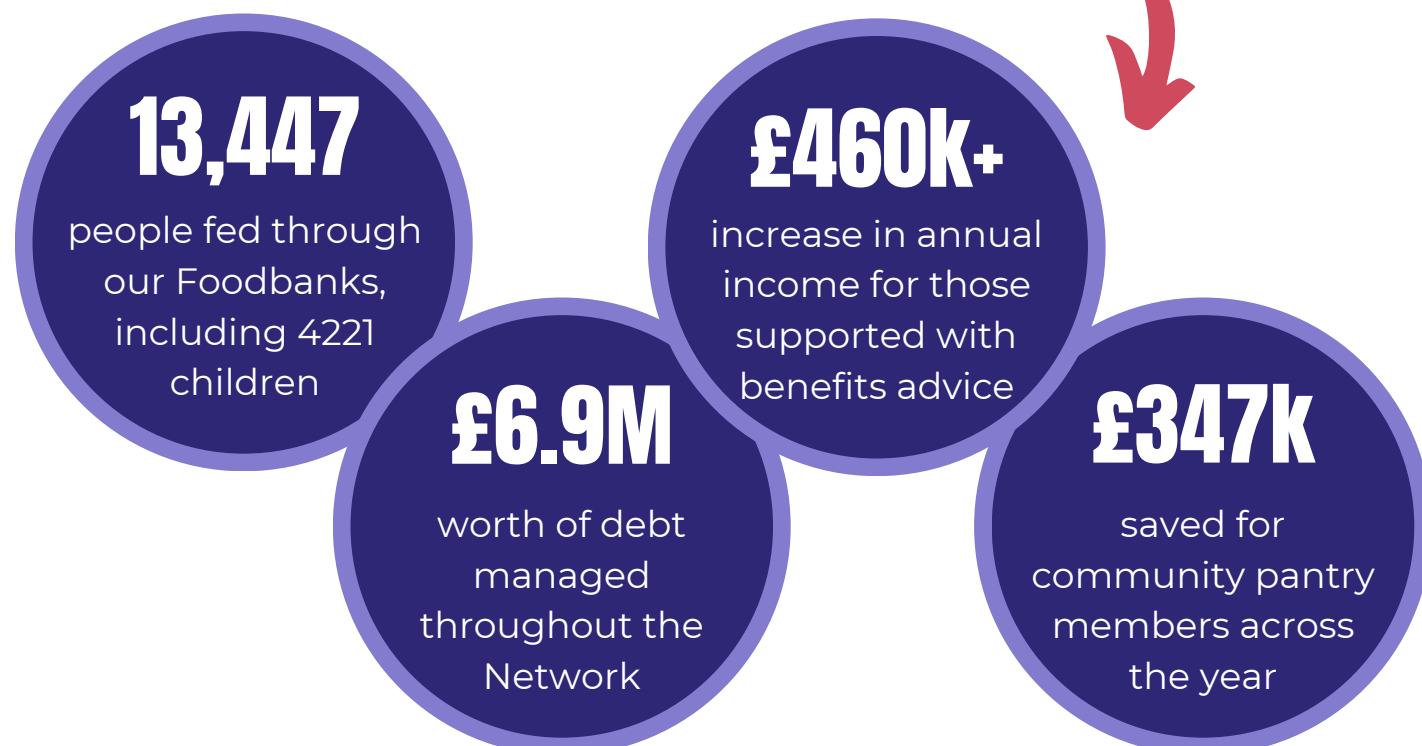 13,447
people fed through
our Foodbanks,
including 4221
children
£6.9M
worth of debt
managed
throughout the
Network
£460k+
increase in annual
income for those
supported with
benefits advice
£347k
saved for
community pantry
members across
the year